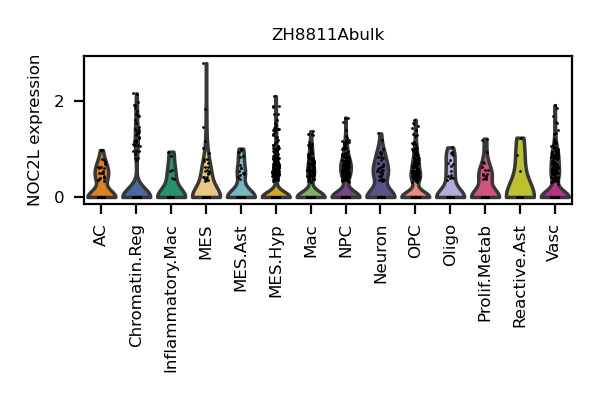 ZH8811Abulk
NOC2L expression
2
0
AC
Chromatin.Reg
Inflammatory.Mac
MES
MES.Ast
MES.Hyp
Mac
NPC
Neuron
OPC
Oligo
Prolif.Metab
Reactive.Ast
Vasc